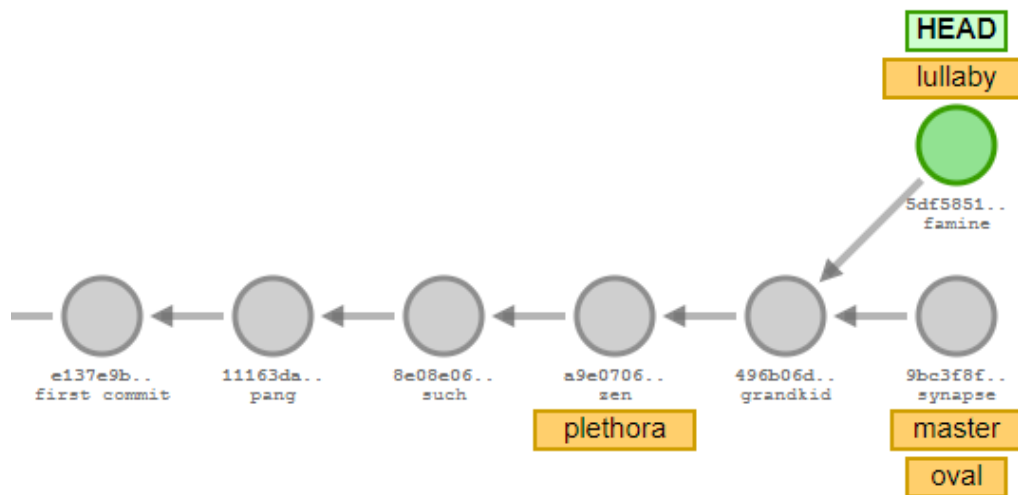 HEAD
lullaby
5df5851..
famine
e137e9b.. 11163da.. 8e08e06.. a9e0706.. 496b06d.. 9bc3f8f..
first commit pang such zen grandkid synapse
plethora master
oval